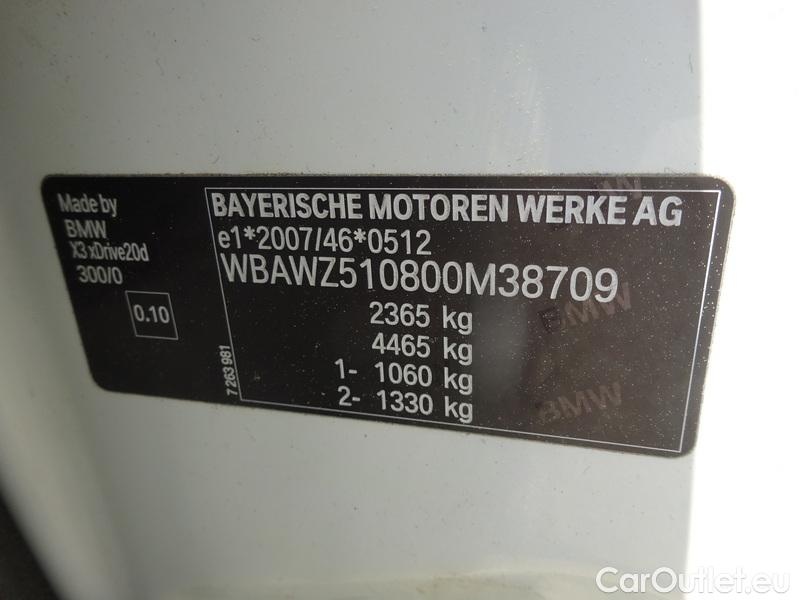 Made by
BMW
X3 xDrive20d
300/0
0.10
7 263 981
BAYERISCHE MOTOREN WERKE AG
e1*2007/46*0512
WBAWZ510800M38709
2365 kg
4465 kg
1- 1060 kg
2- 1330 kg
BMW
BMW
BMW
CarOutlet.eu